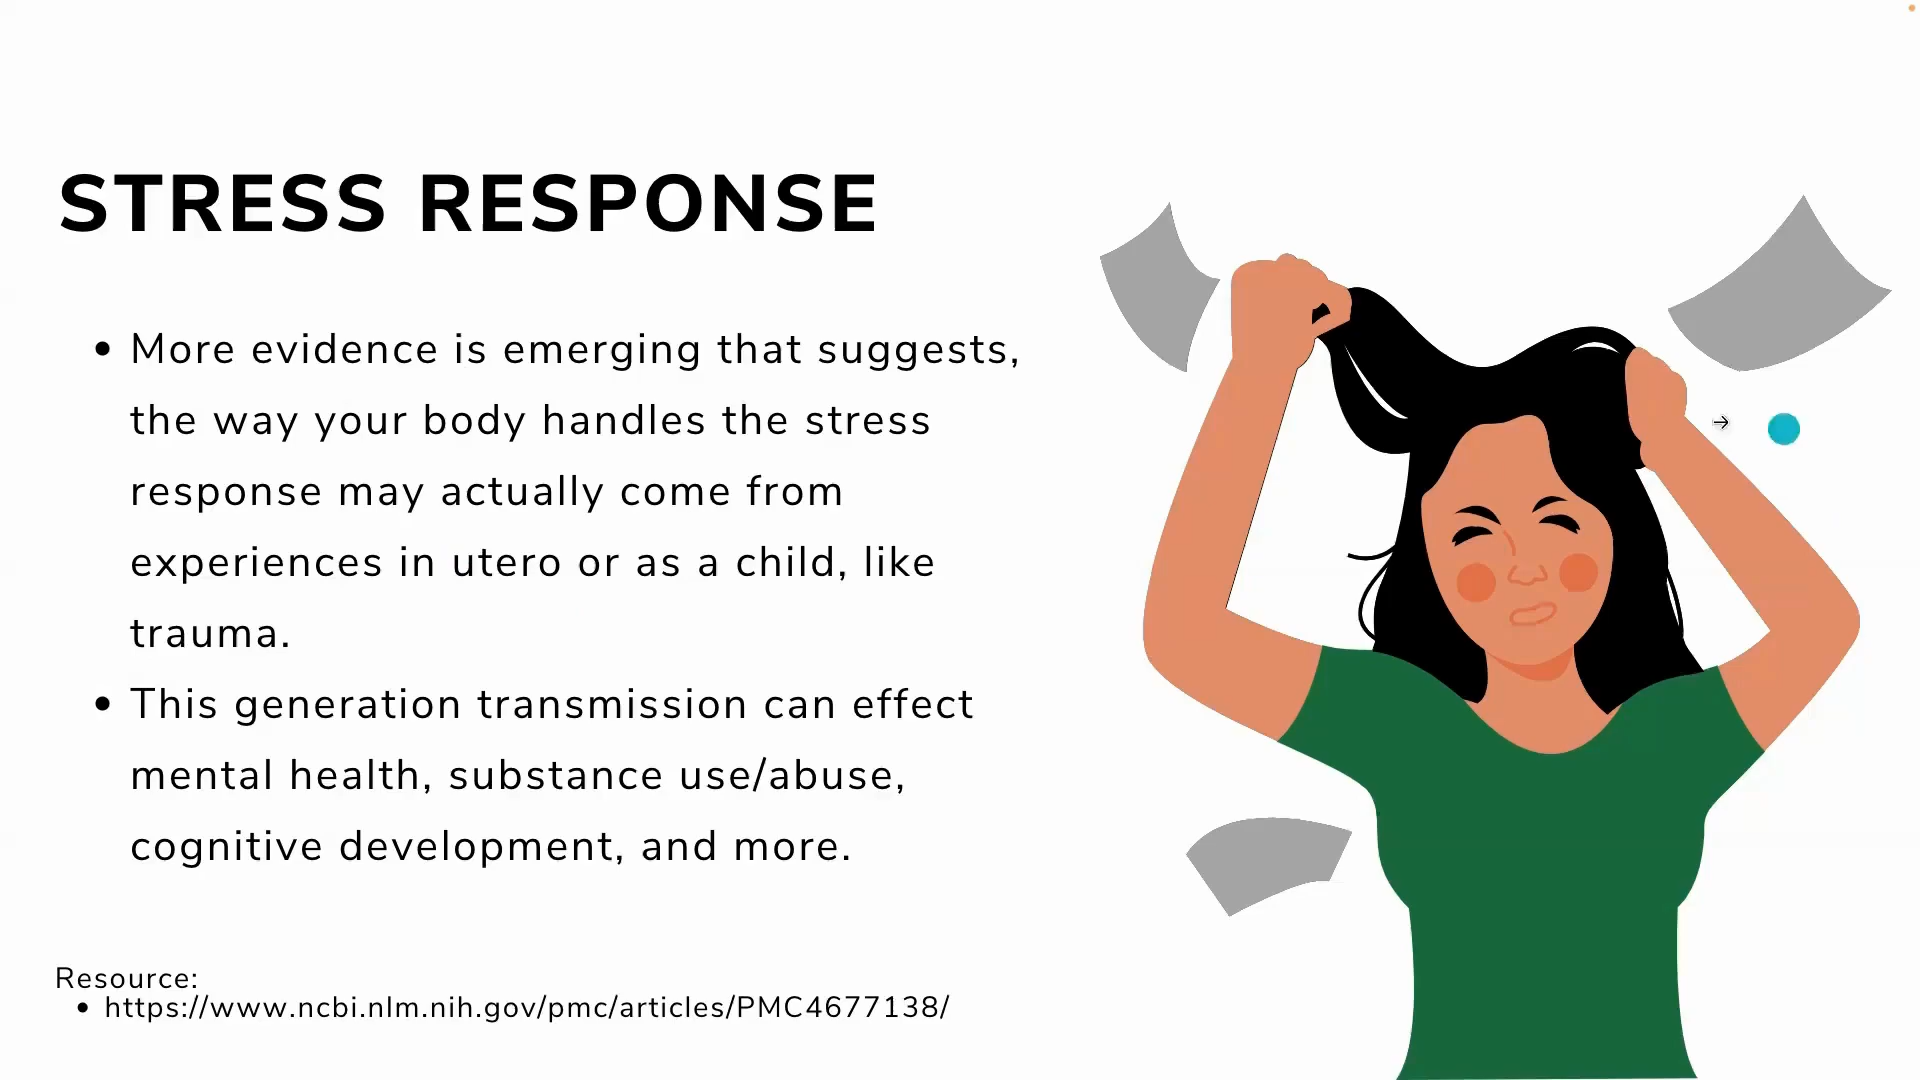 STRESS RESPONSE
• More evidence is emerging that suggests,
the way your body handles the stress
response may actually come from
experiences in utero or as a child, like
trauma.
• This generation transmission can effect
mental health, substance use/abuse,
cognitive development, and more.
Resource:
• https://www.ncbi.nlm.nih.gov/pmc/articles/PMC4677138/